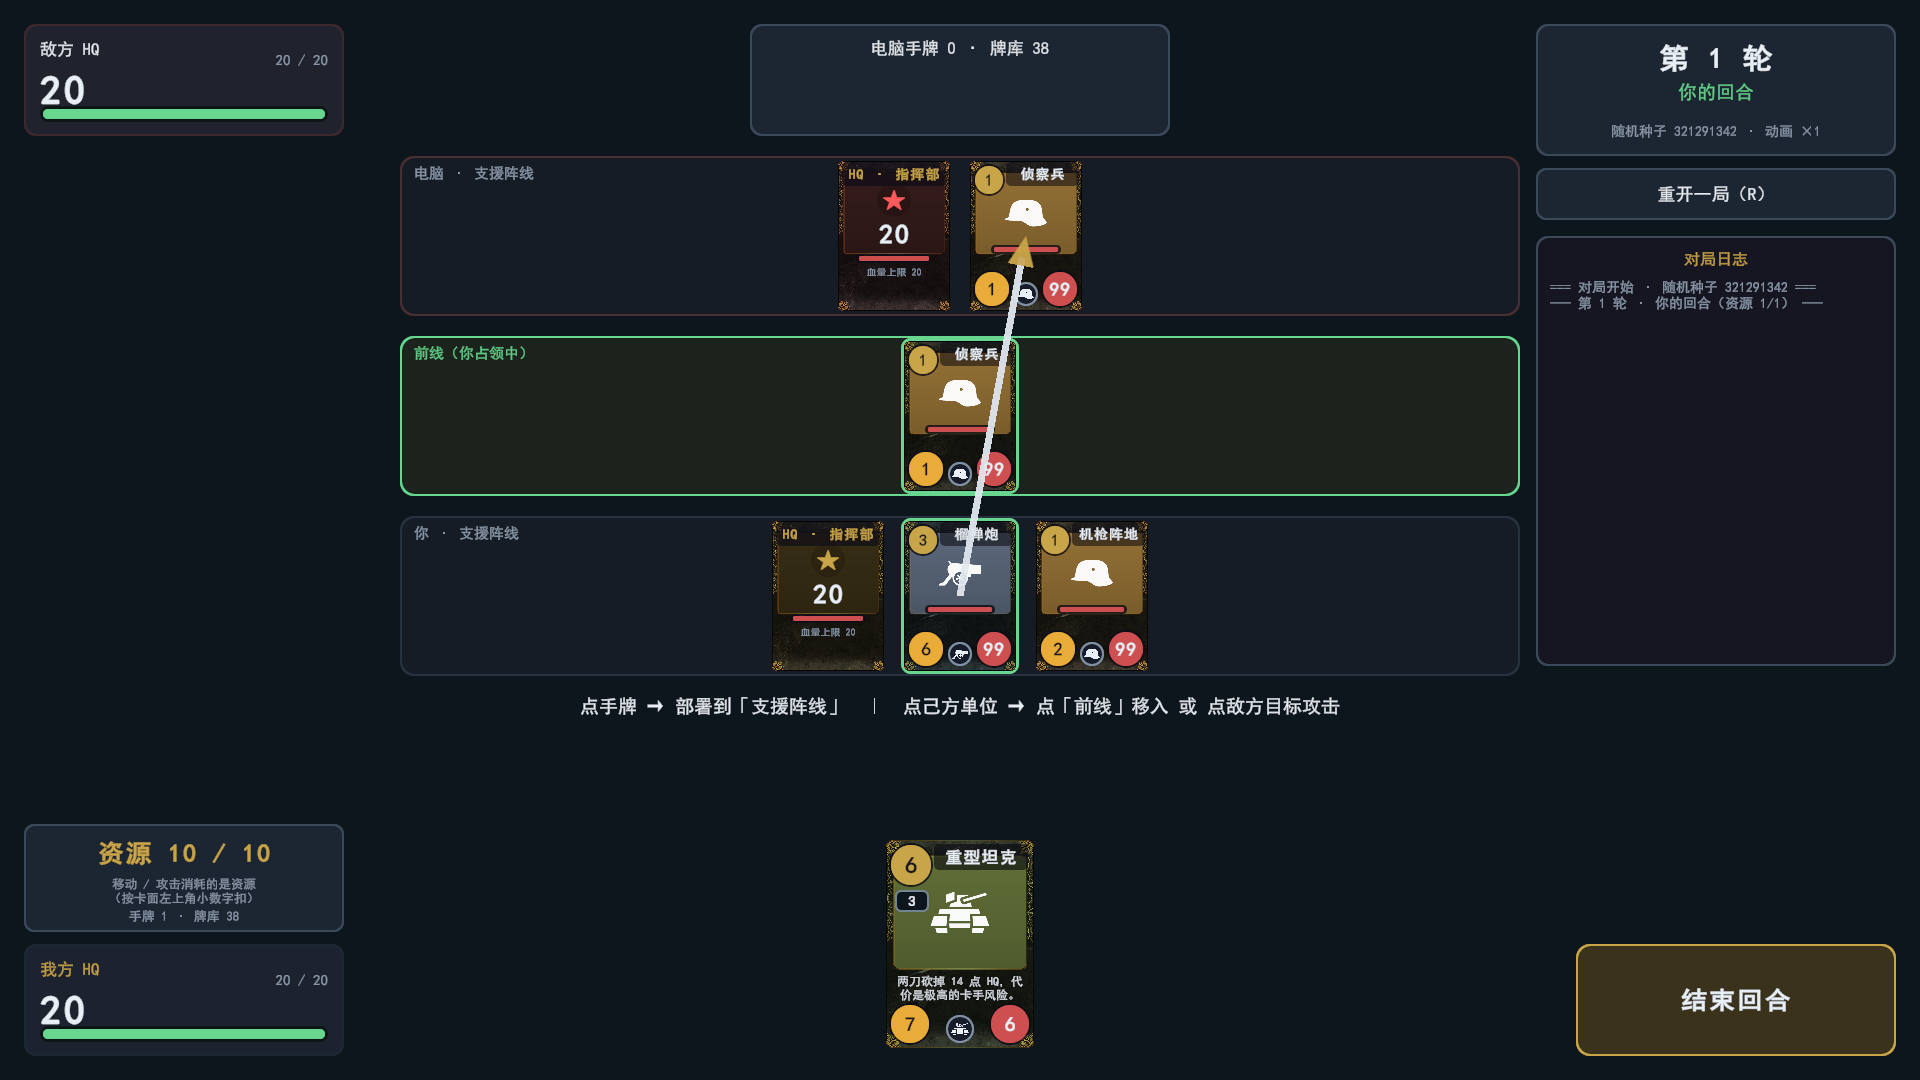 敌方 HQ
20 / 20
20
电脑手牌 0 · 牌库 38
第 1 轮
你的回合
随机种子 321291342 · 动画 ×1
重开一局（R）
对局日志
=== 对局开始 · 随机种子 321291342 ===
── 第 1 轮 · 你的回合（资源 1/1） ──
电脑 · 支援阵线
HQ · 指挥部
20
血量上限 20
1
侦察兵
1
99
前线（你占领中）
1
侦察兵
1
99
你 · 支援阵线
HQ · 指挥部
20
血量上限 20
3
榴弹炮
6
99
1
机枪阵地
2
99
点手牌 → 部署到「支援阵线」 | 点己方单位 → 点「前线」移入 或 点敌方目标攻击
资源 10 / 10
移动 / 攻击消耗的是资源
（按卡面左上角小数字扣）
手牌 1 · 牌库 38
我方 HQ
20 / 20
20
6
重型坦克
3
两刀砍掉 14 点 HQ，代
价是极高的卡手风险。
7
6
结束回合